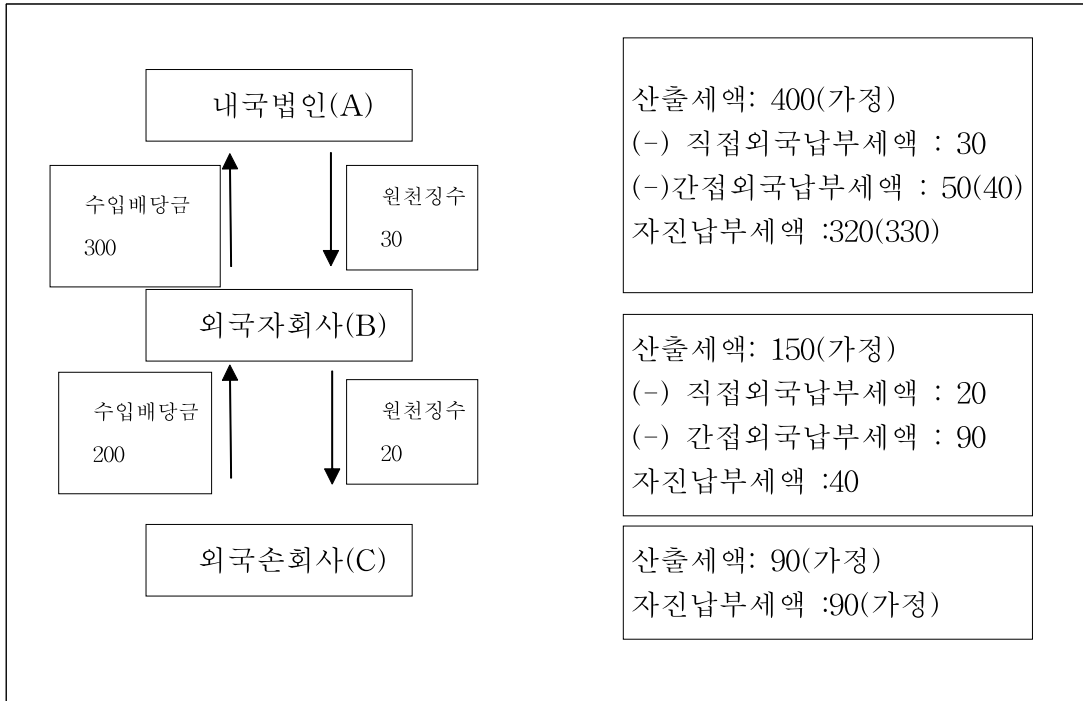 내국법인(A)
수입배당금
300
원천징수
30
외국자회사(B)
수입배당금
200
원천징수
20
외국손회사(C)
산출세액: 400(가정)
(-) 직접외국납부세액 : 30
(-)간접외국납부세액 : 50(40)
자진납부세액 :320(330)
산출세액: 150(가정)
(-) 직접외국납부세액 : 20
(-) 간접외국납부세액 : 90
자진납부세액 :40
산출세액: 90(가정)
자진납부세액 :90(가정)